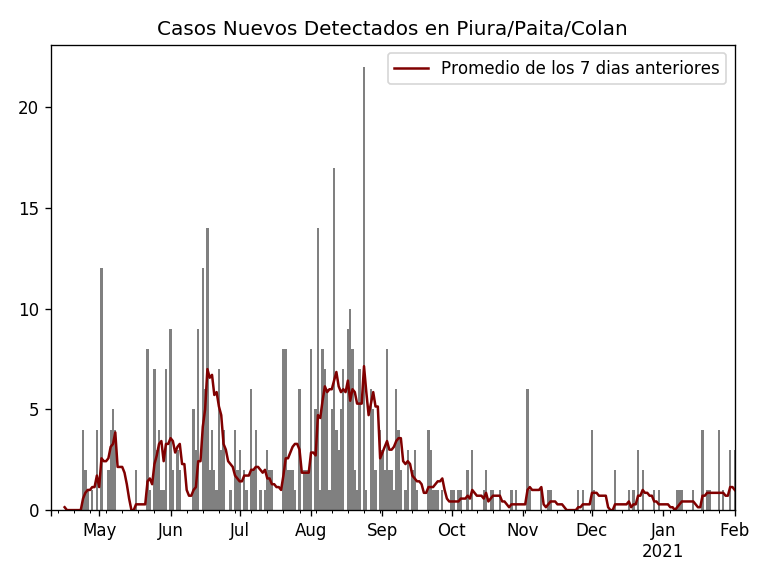 Casos Nuevos Detectados en Piura/Paita/Colan
Promedio de los 7 dias anteriores
20
15
10
5
0
May Jun Jul Aug Sep Oct Nov Dec Jan Feb
2021